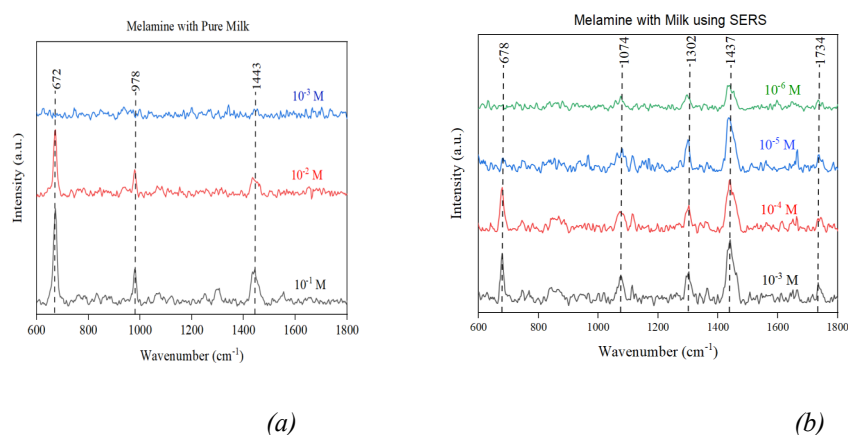 Melamine with Pure Milk
672
978
1443
10⁻³ M
10⁻² M
10⁻¹ M
Intensity (a.u.)
600 800 1000 1200 1400 1600 1800
Wavenumber (cm⁻¹)
(a)
Melamine with Milk using SERS
678
1074
1302
1437
1734
10⁻⁶ M
10⁻⁵ M
10⁻⁴ M
10⁻³ M
Intensity (a.u.)
600 800 1000 1200 1400 1600 1800
Wavenumber (cm⁻¹)
(b)